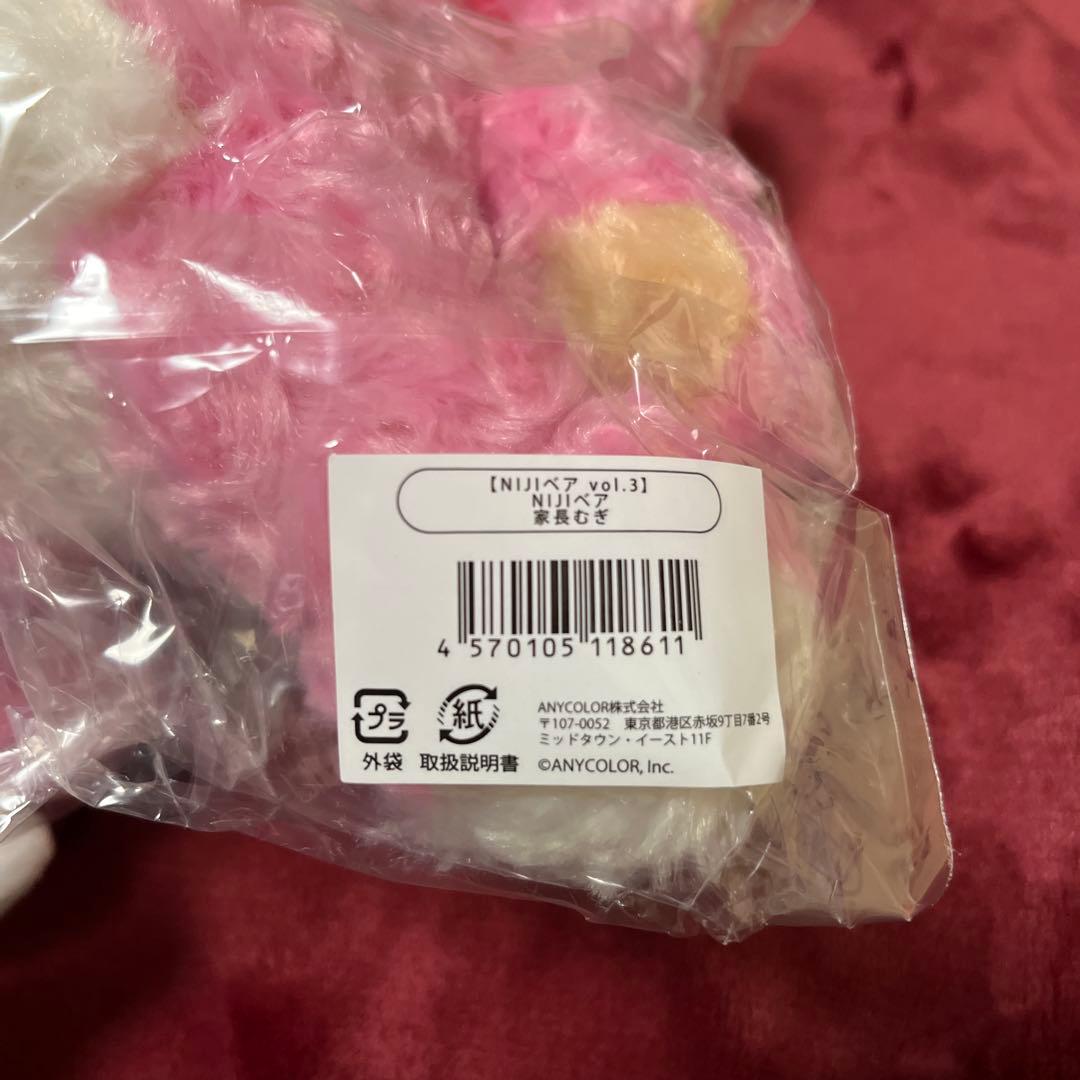 【NIJIベア vol.3】
NIJIベア
家長むぎ
4 570105 118611
プラ
外袋
紙
取扱説明書
ANYCOLOR株式会社
〒107-0052 東京都港区赤坂9丁目7番2号
ミッドタウン・イースト11F
©ANYCOLOR, Inc.